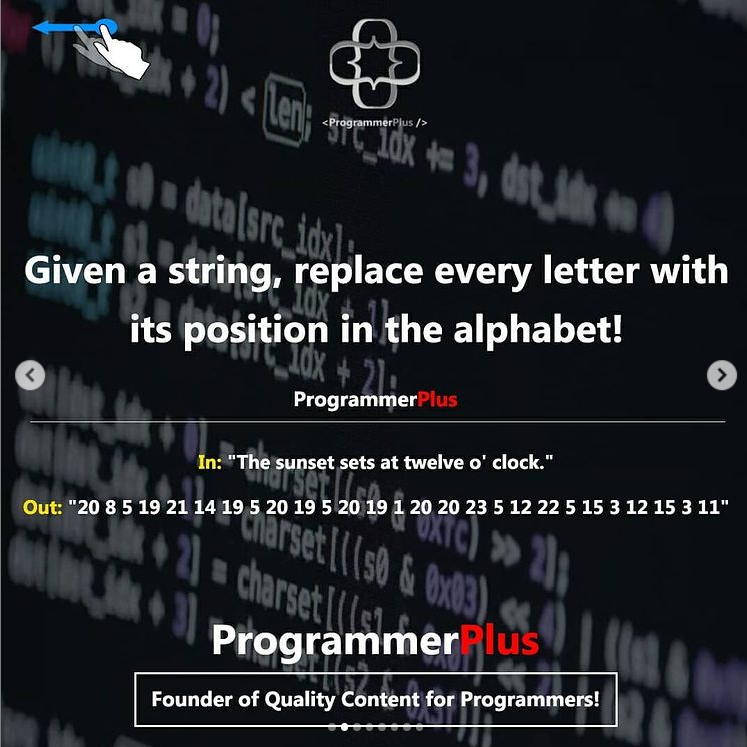 <ProgrammerPlus />
Given a string, replace every letter with
its position in the alphabet!
ProgrammerPlus
In: "The sunset sets at twelve o' clock."
Out: "20 8 5 19 21 14 19 5 20 19 5 20 19 1 20 20 23 5 12 22 5 15 3 12 15 3 11"
ProgrammerPlus
Founder of Quality Content for Programmers!